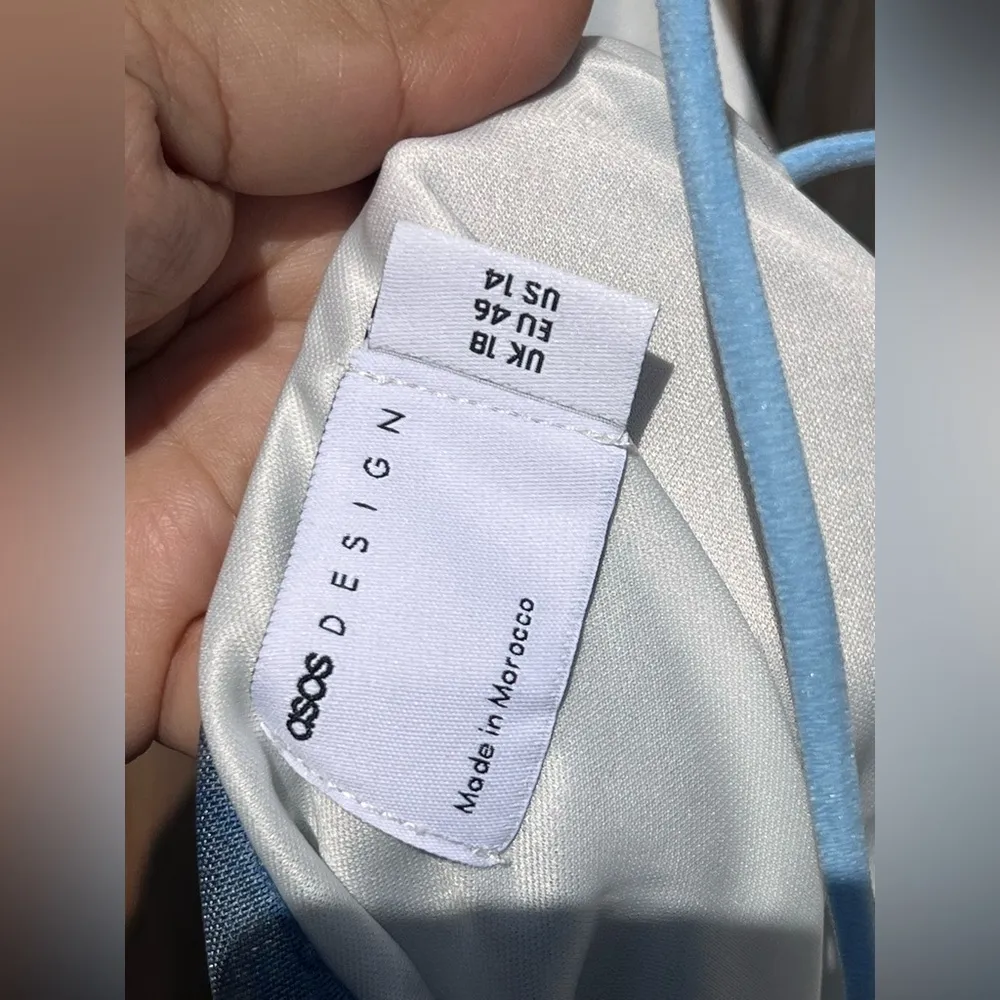 UK 18
EU 46
US 14
asos DESIGN
Made in Morocco